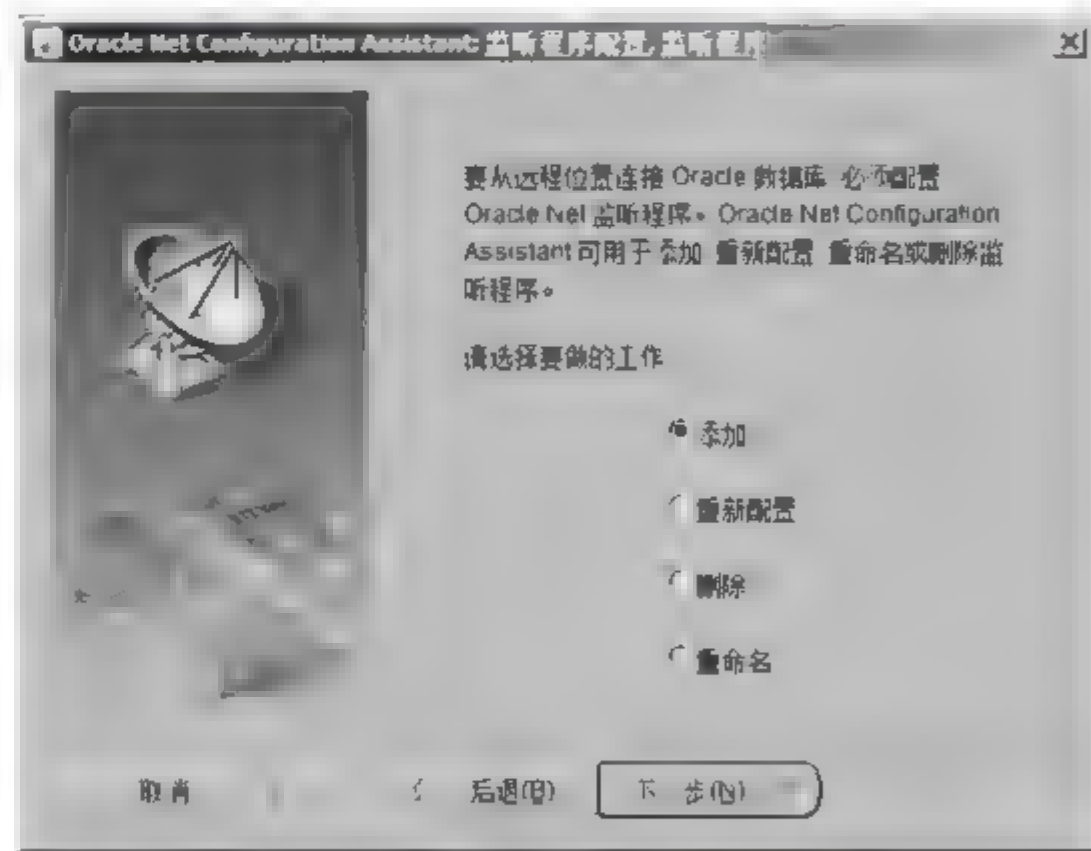 Oracle Net Configuration Assistant: 监听程序配置, 监听程序
要从远程位置连接 Oracle 数据库 必须配置
Oracle Net 监听程序。Oracle Net Configuration
Assistant 可用于添加 重新配置 重命名或删除监
听程序。
请选择要做的工作
添加
重新配置
删除
重命名
取消
后退(B)
下一步(N)